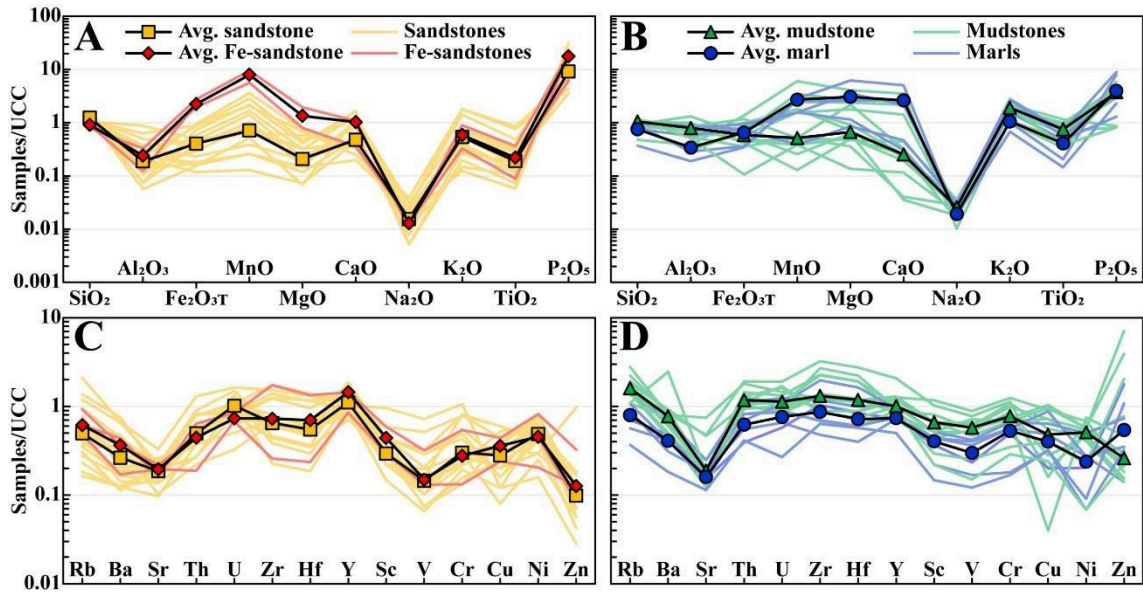 A
Avg. sandstone Sandstones
Avg. Fe-sandstone Fe-sandstones
B
Avg. mudstone Mudstones
Avg. marl Marls
Samples/UCC
100
10
1
0.1
0.01
0.001
Al₂O₃ MnO CaO K₂O P₂O₅
SiO₂ Fe₂O₃T MgO Na₂O TiO₂
Al₂O₃ MnO CaO K₂O P₂O₅
SiO₂ Fe₂O₃T MgO Na₂O TiO₂
C
D
Samples/UCC
10
1
0.1
0.01
Rb Ba Sr Th U Zr Hf Y Sc V Cr Cu Ni Zn
Rb Ba Sr Th U Zr Hf Y Sc V Cr Cu Ni Zn